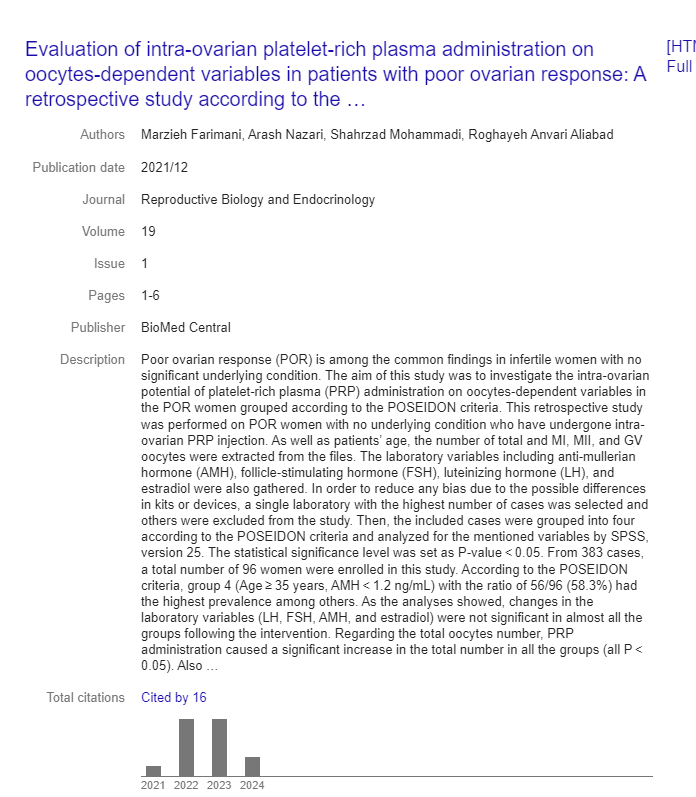 Evaluation of intra-ovarian platelet-rich plasma administration on
oocytes-dependent variables in patients with poor ovarian response: A
retrospective study according to the …
[HTM
Full
Authors Marzieh Farimani, Arash Nazari, Shahrzad Mohammadi, Roghayeh Anvari Aliabad
Publication date 2021/12
Journal Reproductive Biology and Endocrinology
Volume 19
Issue 1
Pages 1-6
Publisher BioMed Central
Description Poor ovarian response (POR) is among the common findings in infertile women with no
significant underlying condition. The aim of this study was to investigate the intra-ovarian
potential of platelet-rich plasma (PRP) administration on oocytes-dependent variables in
the POR women grouped according to the POSEIDON criteria. This retrospective study
was performed on POR women with no underlying condition who have undergone intra-
ovarian PRP injection. As well as patients' age, the number of total and MI, MII, and GV
oocytes were extracted from the files. The laboratory variables including anti-mullerian
hormone (AMH), follicle-stimulating hormone (FSH), luteinizing hormone (LH), and
estradiol were also gathered. In order to reduce any bias due to the possible differences
in kits or devices, a single laboratory with the highest number of cases was selected and
others were excluded from the study. Then, the included cases were grouped into four
according to the POSEIDON criteria and analyzed for the mentioned variables by SPSS,
version 25. The statistical significance level was set as P-value < 0.05. From 383 cases,
a total number of 96 women were enrolled in this study. According to the POSEIDON
criteria, group 4 (Age ≥ 35 years, AMH < 1.2 ng/mL) with the ratio of 56/96 (58.3%) had
the highest prevalence among others. As the analyses showed, changes in the
laboratory variables (LH, FSH, AMH, and estradiol) were not significant in almost all the
groups following the intervention. Regarding the total oocytes number, PRP
administration caused a significant increase in the total number in all the groups (all P <
0.05). Also …
Total citations Cited by 16
2021 2022 2023 2024